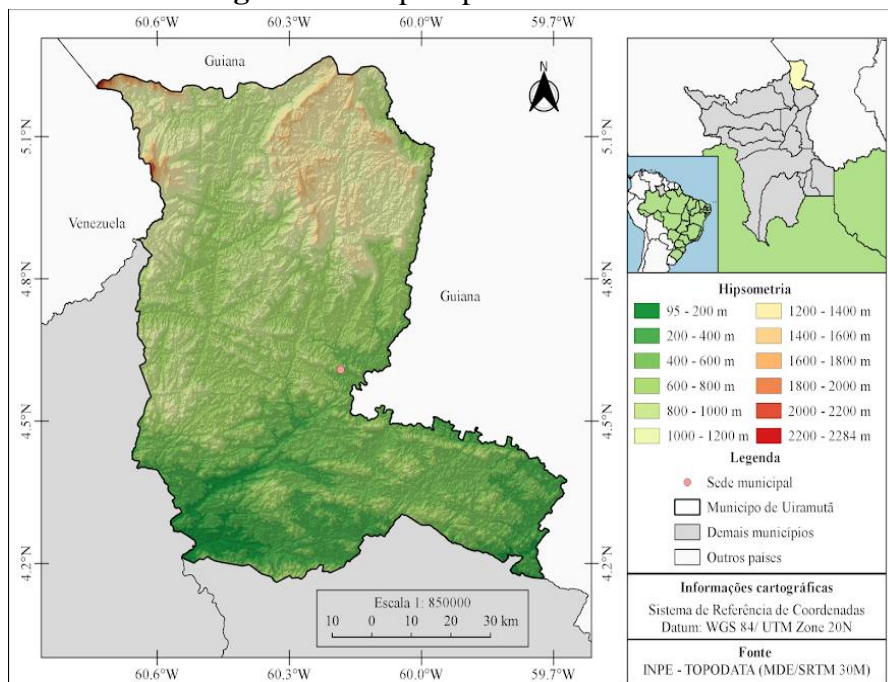 60.6°W 60.3°W 60.0°W 59.7°W
Guiana
N
5.1°N 5.1°N
Venezuela
4.8°N 4.8°N
Guiana
4.5°N 4.5°N
4.2°N 4.2°N
Escala 1: 850000
10 0 10 20 30 km
60.6°W 60.3°W 60.0°W 59.7°W
Hipsometria
95 - 200 m 1200 - 1400 m
200 - 400 m 1400 - 1600 m
400 - 600 m 1600 - 1800 m
600 - 800 m 1800 - 2000 m
800 - 1000 m 2000 - 2200 m
1000 - 1200 m 2200 - 2284 m
Legenda
Sede municipal
Municipo de Uiramutã
Demais municípios
Outros países
Informações cartográficas
Sistema de Referência de Coordenadas
Datum: WGS 84/ UTM Zone 20N
Fonte
INPE - TOPODATA (MDE/SRTM 30M)